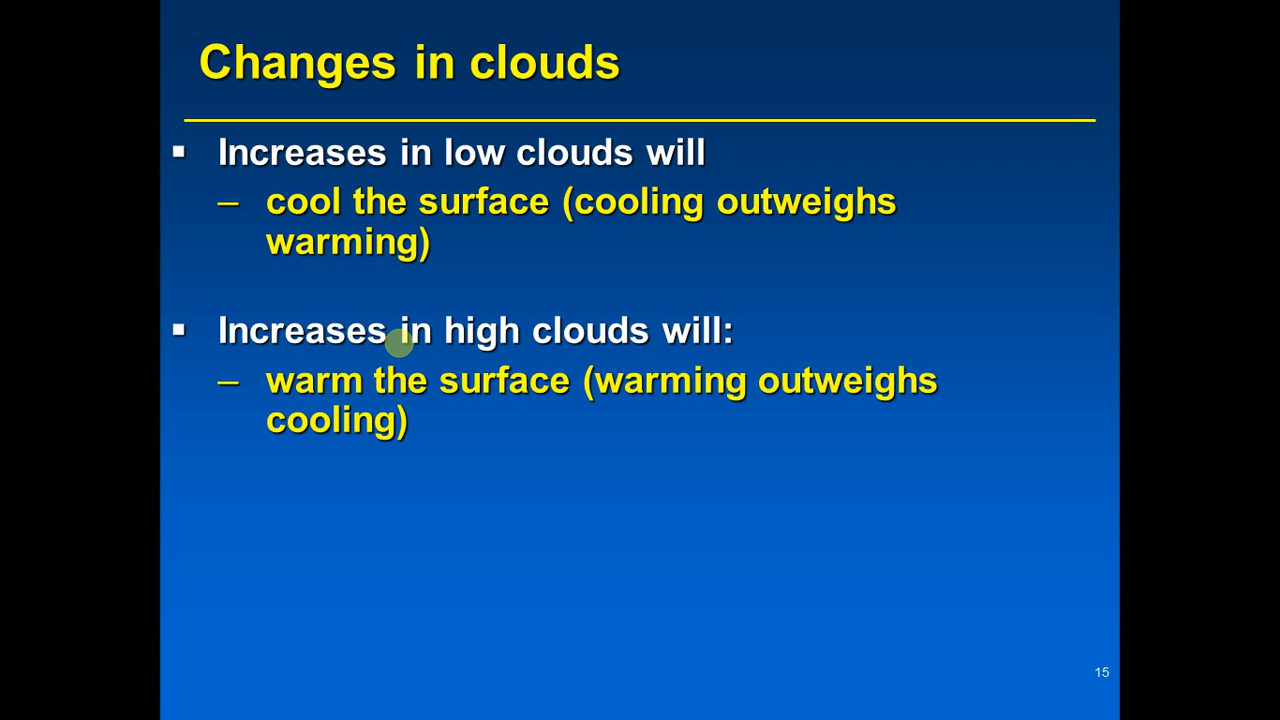 Changes in clouds
▪ Increases in low clouds will
– cool the surface (cooling outweighs
warming)
▪ Increases in high clouds will:
– warm the surface (warming outweighs
cooling)
15